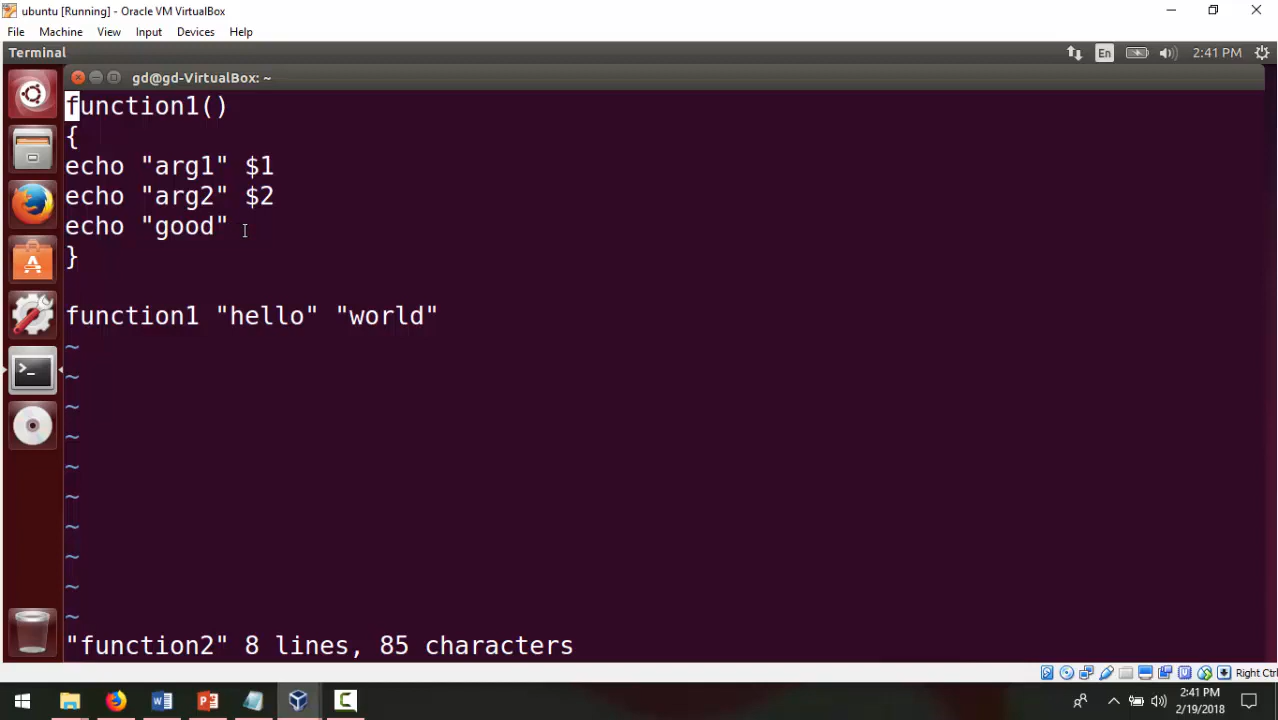 ubuntu [Running] - Oracle VM VirtualBox
File Machine View Input Devices Help
Terminal En 2:41 PM
gd@gd-VirtualBox: ~
function1()
{
echo "arg1" $1
echo "arg2" $2
echo "good"
}
function1 "hello" "world"
~
~
~
~
~
~
~
~
~
~
"function2" 8 lines, 85 characters
Right Ctrl
2:41 PM
2/19/2018